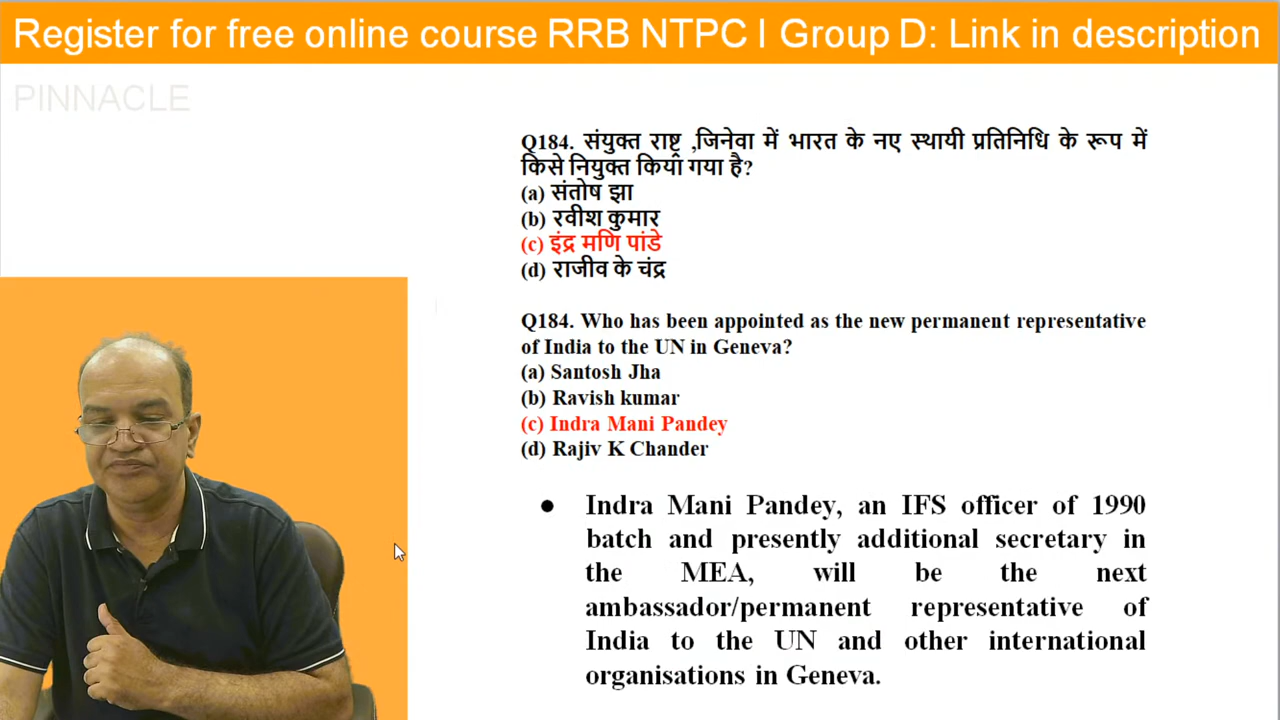 Register for free online course RRB NTPC I Group D: Link in description
PINNACLE
Q184. संयुक्त राष्ट्र ,जिनेवा में भारत के नए स्थायी प्रतिनिधि के रूप में
किसे नियुक्त किया गया है?
(a) संतोष झा
(b) रवीश कुमार
(c) इंद्र मणि पांडे
(d) राजीव के चंद्र
Q184. Who has been appointed as the new permanent representative
of India to the UN in Geneva?
(a) Santosh Jha
(b) Ravish kumar
(c) Indra Mani Pandey
(d) Rajiv K Chander
● Indra Mani Pandey, an IFS officer of 1990
batch and presently additional secretary in
the MEA, will be the next
ambassador/permanent representative of
India to the UN and other international
organisations in Geneva.